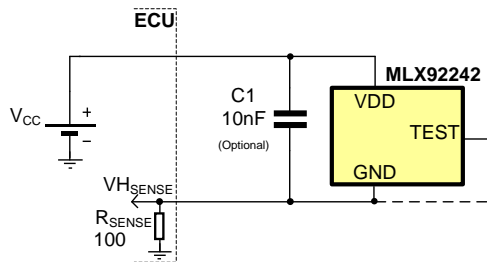 ECU
MLX92242
C1
10nF
(Optional)
VDD
VCC
+
−
TEST
GND
VHSENSE
RSENSE
100